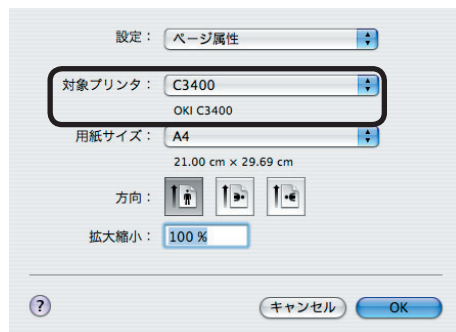 設定： ページ属性
対象プリンタ： C3400
OKI C3400
用紙サイズ： A4
21.00 cm × 29.69 cm
方向：
拡大縮小： 100 %
? キャンセル OK